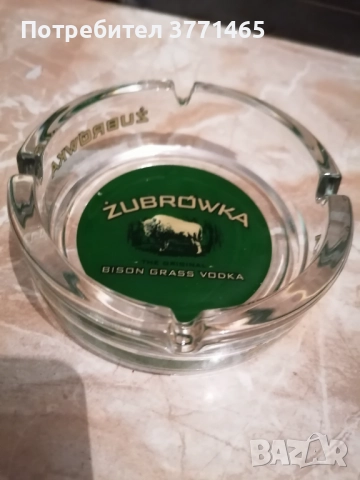 Потребител 3771465
ŻUBRÓWKA
ŻUBRÓWKA
THE ORIGINAL
BISON GRASS VODKA
BAZAR